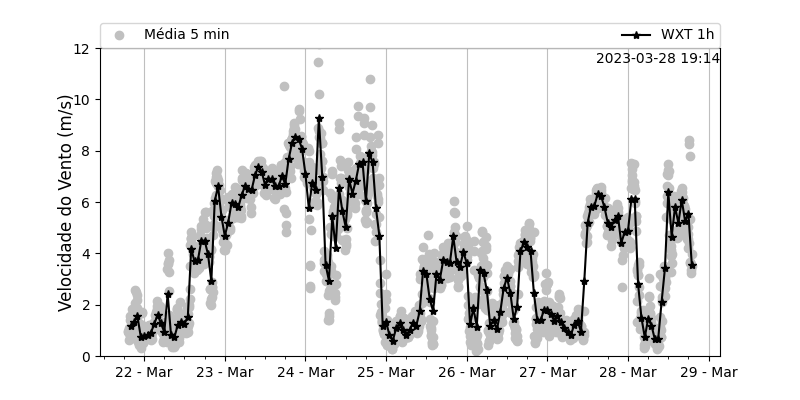 Média 5 min WXT 1h
2023-03-28 19:14
Velocidade do Vento (m/s)
12
10
8
6
4
2
0
22 - Mar 23 - Mar 24 - Mar 25 - Mar 26 - Mar 27 - Mar 28 - Mar 29 - Mar